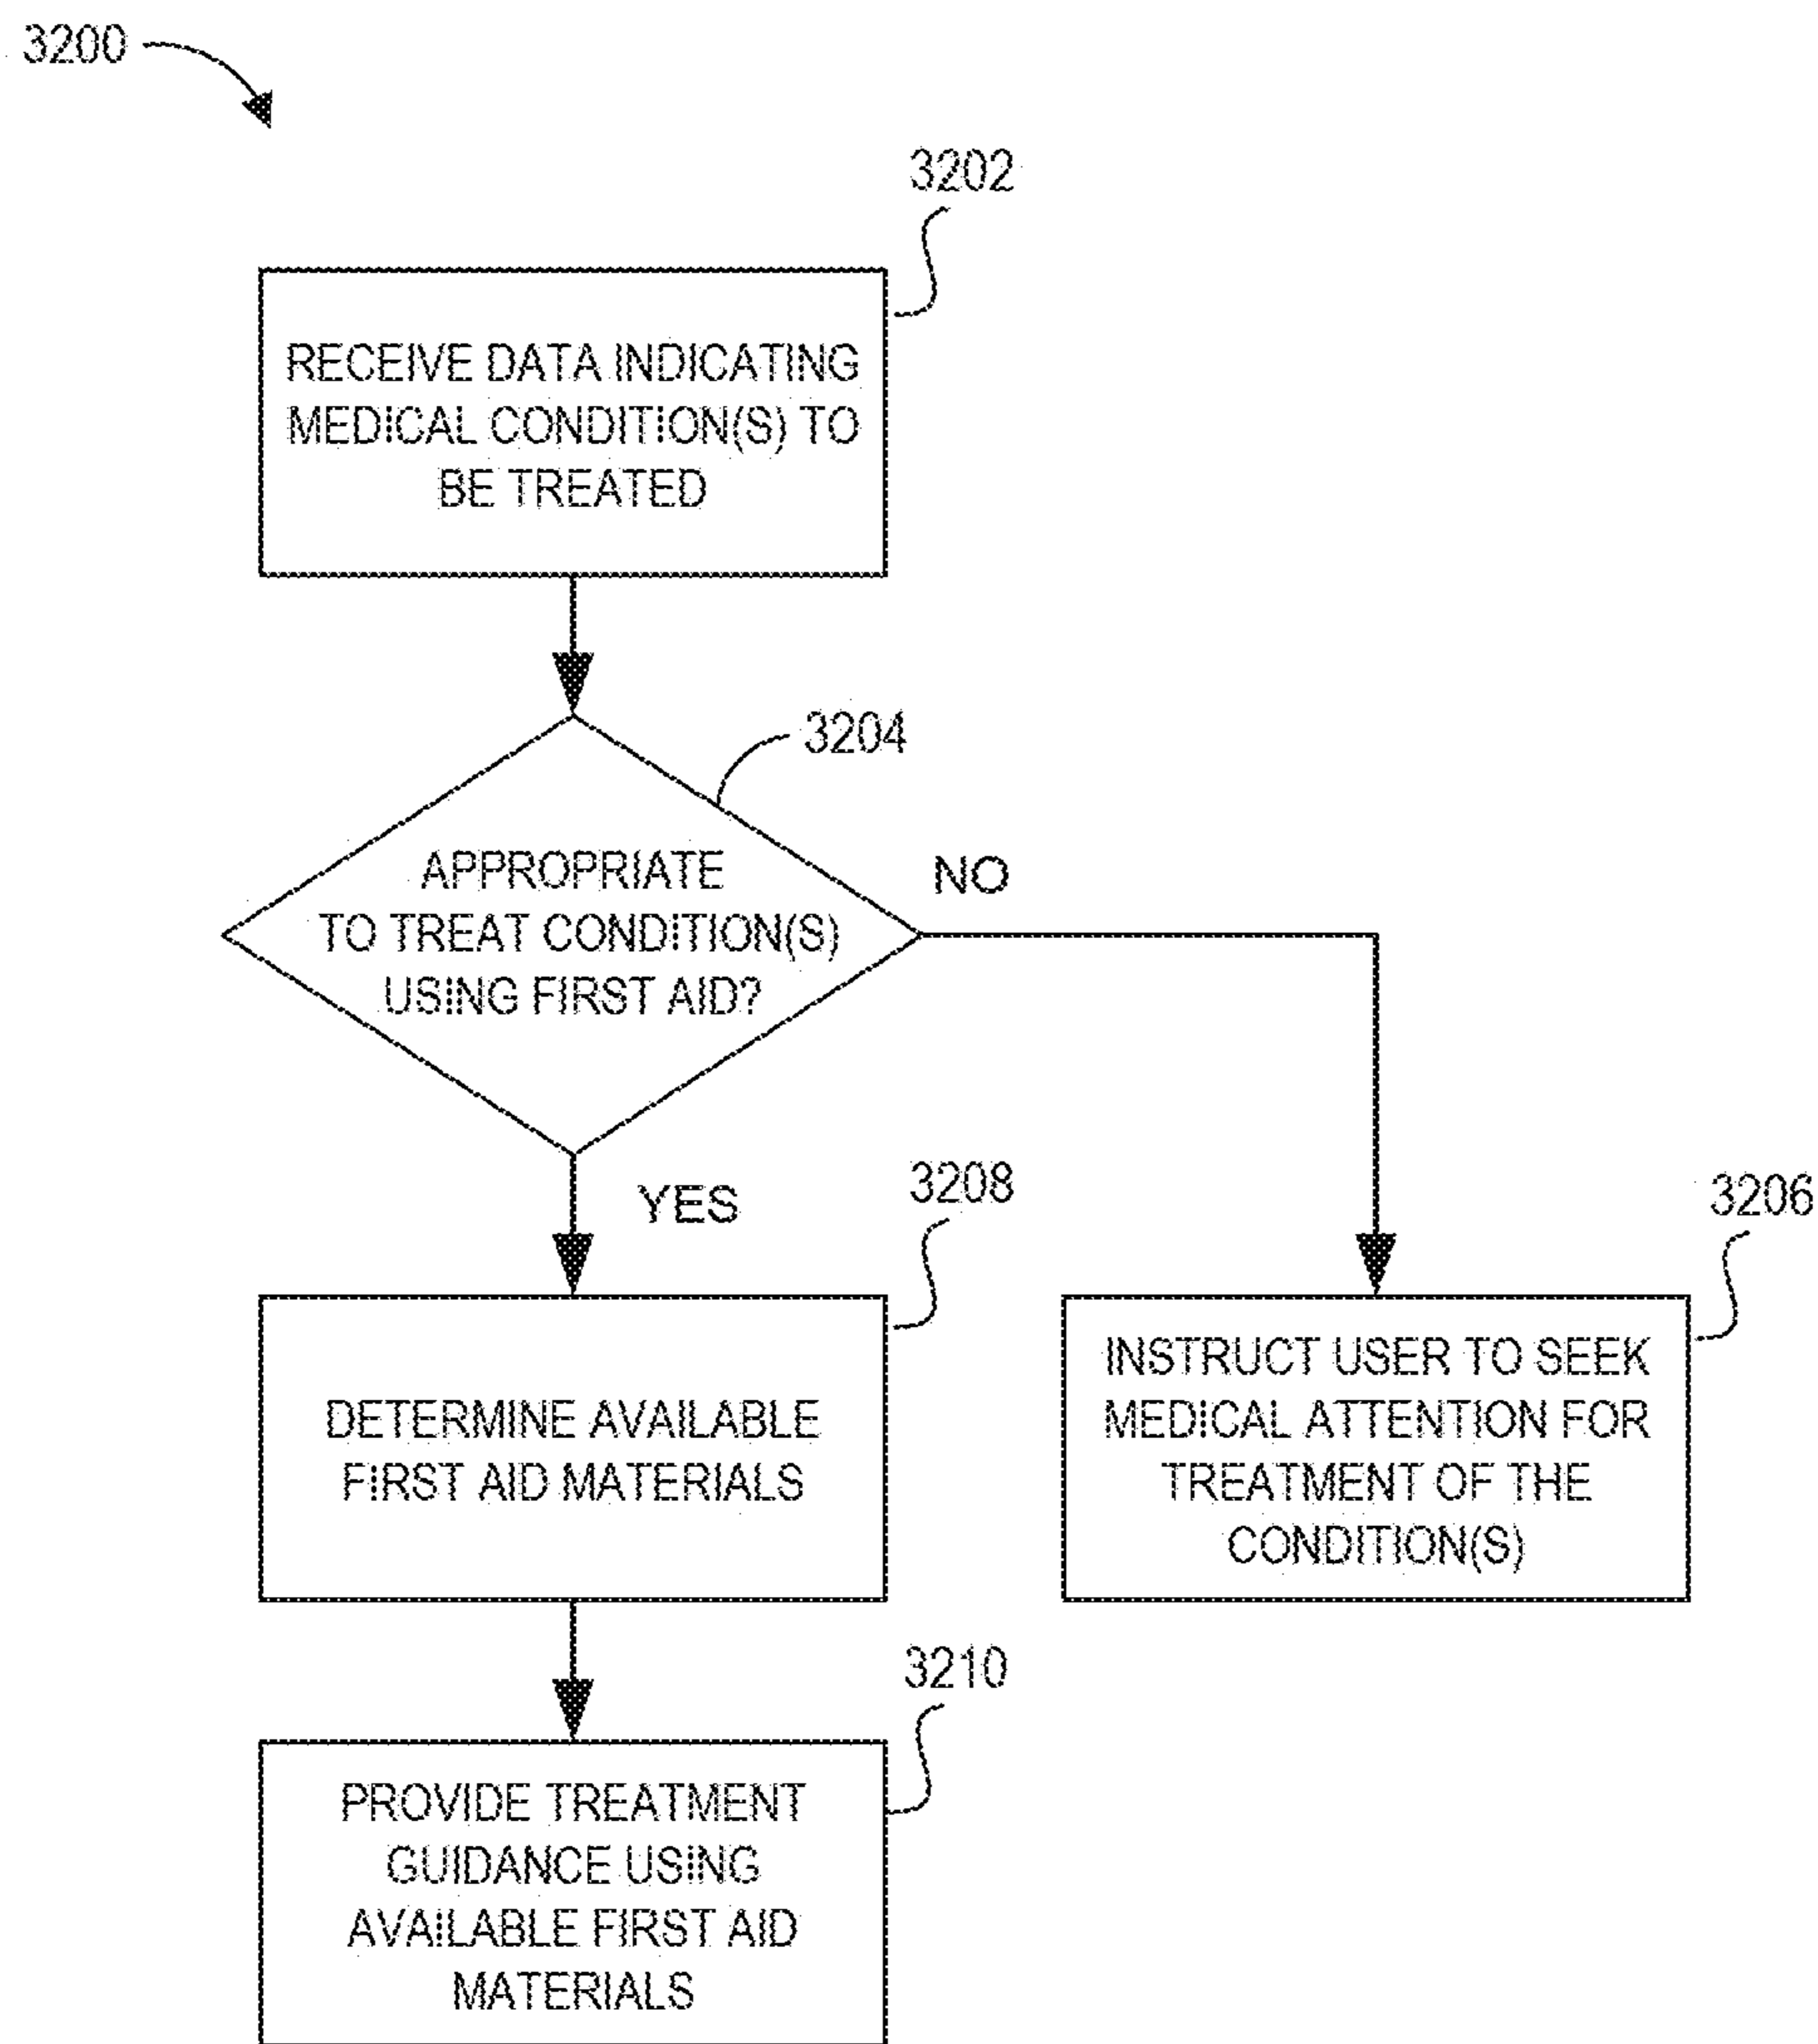 3200
3202
RECEIVE DATA INDICATING
MEDICAL CONDITION(S) TO
BE TREATED
3204
APPROPRIATE
TO TREAT CONDITION(S)
USING FIRST AID?
NO
YES
3208
DETERMINE AVAILABLE
FIRST AID MATERIALS
3206
INSTRUCT USER TO SEEK
MEDICAL ATTENTION FOR
TREATMENT OF THE
CONDITION(S)
3210
PROVIDE TREATMENT
GUIDANCE USING
AVAILABLE FIRST AID
MATERIALS